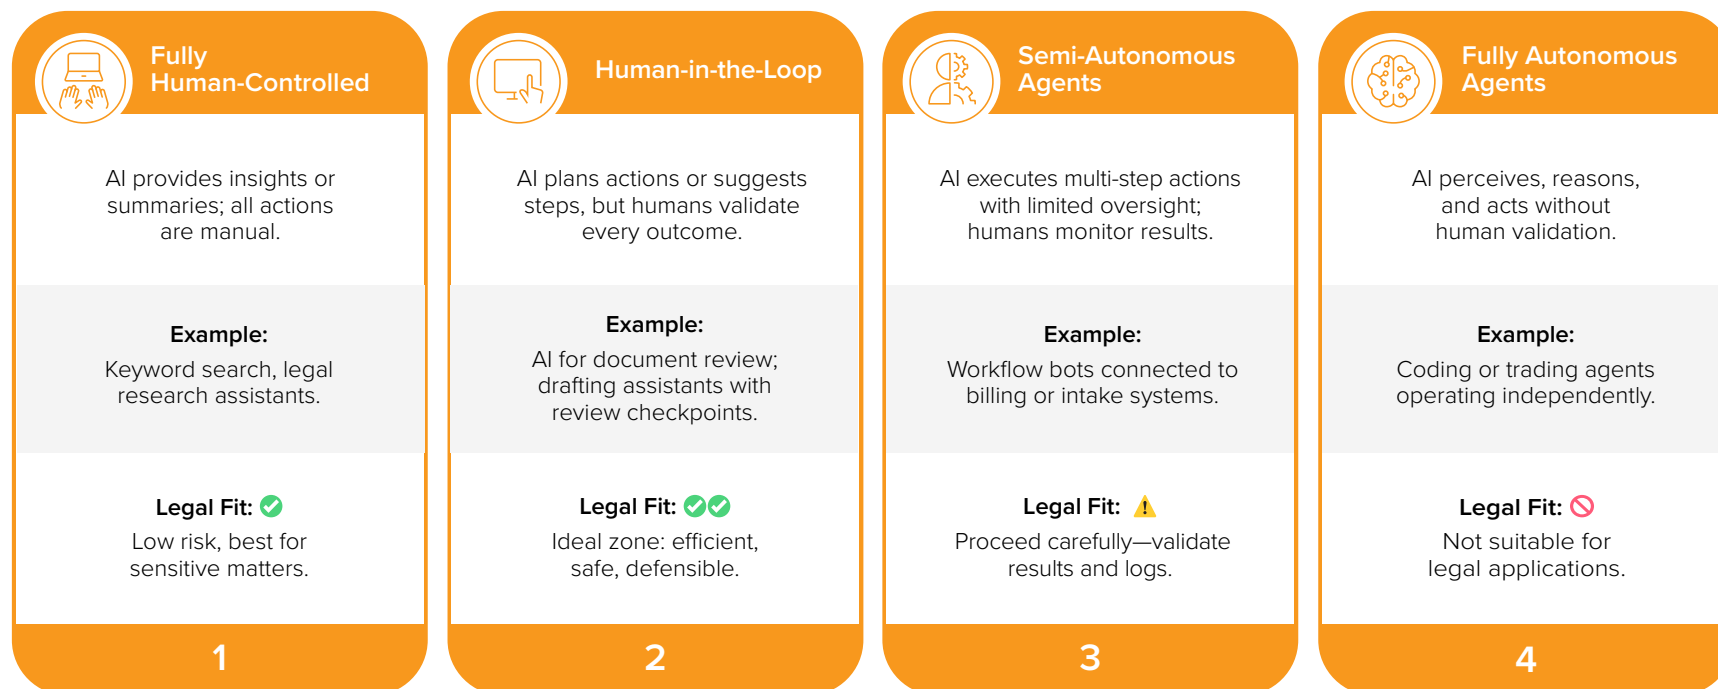 Fully
Human-Controlled
AI provides insights or
summaries; all actions
are manual.
Example:
Keyword search, legal
research assistants.
Legal Fit:
Low risk, best for
sensitive matters.
1
Human-in-the-Loop
AI plans actions or suggests
steps, but humans validate
every outcome.
Example:
AI for document review;
drafting assistants with
review checkpoints.
Legal Fit:
Ideal zone: efficient,
safe, defensible.
2
Semi-Autonomous
Agents
AI executes multi-step actions
with limited oversight;
humans monitor results.
Example:
Workflow bots connected to
billing or intake systems.
Legal Fit:
Proceed carefully—validate
results and logs.
3
Fully Autonomous
Agents
AI perceives, reasons,
and acts without
human validation.
Example:
Coding or trading agents
operating independently.
Legal Fit:
Not suitable for
legal applications.
4